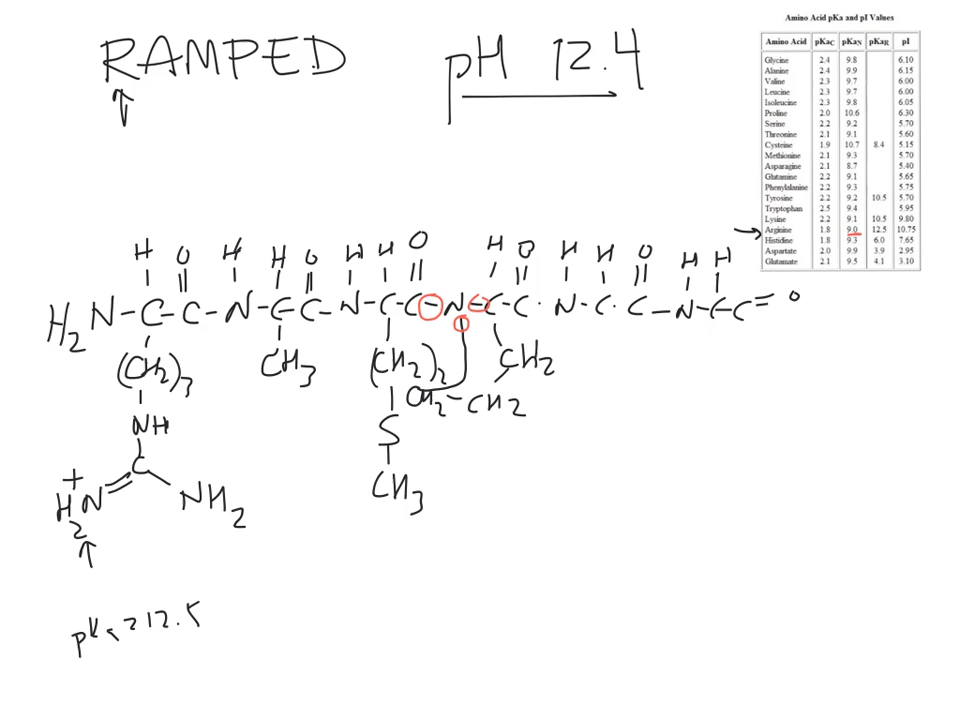 RAMPED pH 12.4
Amino Acid pKa and pI Values
Amino Acid pKaC pKaN pKaR pI
Glycine 2.4 9.8 6.10
Alanine 2.4 9.9 6.15
Valine 2.3 9.7 6.00
Leucine 2.3 9.7 6.00
Isoleucine 2.3 9.8 6.05
Proline 2.0 10.6 6.30
Serine 2.2 9.2 5.70
Threonine 2.1 9.1 5.60
Cysteine 1.9 10.7 8.4 5.15
Methionine 2.1 9.3 5.70
Asparagine 2.1 8.7 5.40
Glutamine 2.2 9.1 5.65
Phenylalanine 2.2 9.3 5.75
Tyrosine 2.2 9.2 10.5 5.70
Tryptophan 2.5 9.4 5.95
Lysine 2.2 9.1 10.5 9.80
Arginine 1.8 9.0 12.5 10.75
Histidine 1.8 9.3 6.0 7.65
Aspartate 2.0 9.9 3.9 2.95
Glutamate 2.1 9.5 4.1 3.10
H O H H O H H O H O H H O H H
H2N-C-C-N-C-C-N-C-C-N-C-C·N-C·C-N-C-C=O
(CH2)3 CH3 (CH2)2 CH2
CH2-CH2
NH S
C
+
H2N NH2 CH3